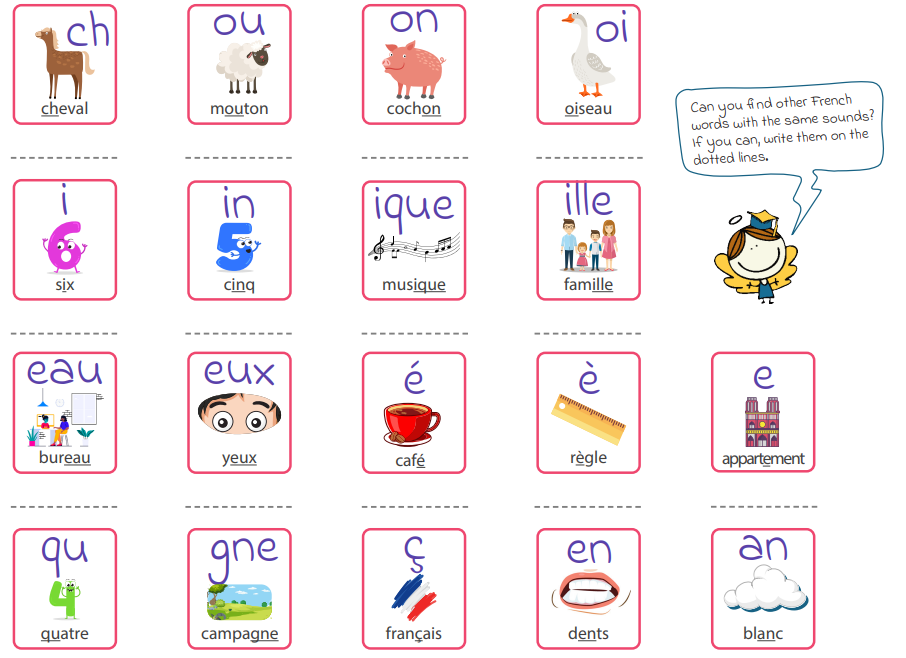 ch
cheval
ou
mouton
on
cochon
oi
oiseau
Can you find other French
words with the same sounds?
If you can, write them on the
dotted lines.
i
six
in
cinq
ique
musique
ille
famille
eau
bureau
eux
yeux
é
café
è
règle
e
appartement
qu
quatre
gne
campagne
ç
français
en
dents
an
blanc